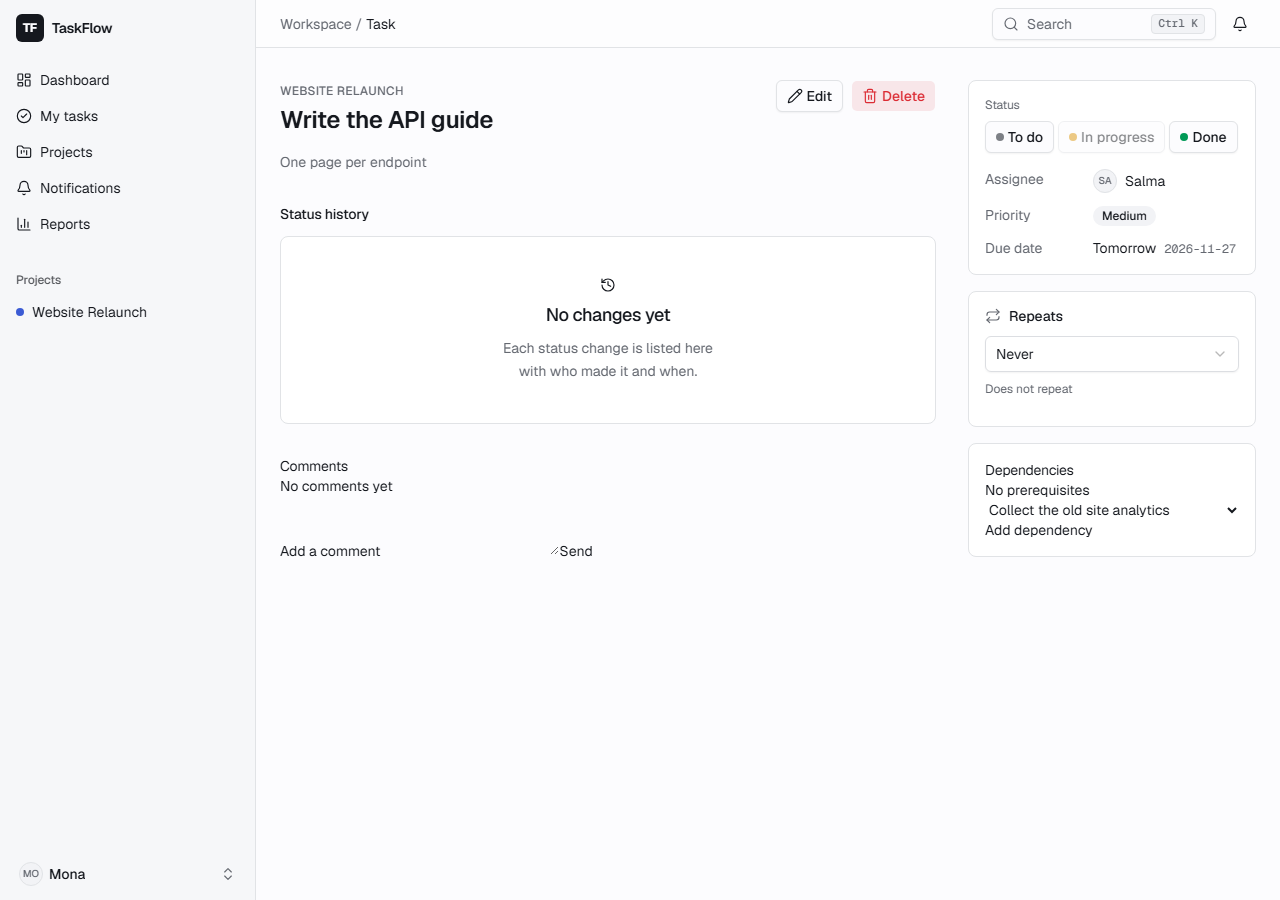 TF TaskFlow
Dashboard
My tasks
Projects
Notifications
Reports
Projects
Website Relaunch
MO Mona
Workspace / Task
Search Ctrl K
WEBSITE RELAUNCH
Write the API guide
Edit
Delete
One page per endpoint
Status history
No changes yet
Each status change is listed here
with who made it and when.
Comments
No comments yet
Add a comment
Send
Status
To do In progress Done
Assignee SA Salma
Priority Medium
Due date Tomorrow 2026-11-27
Repeats
Never
Does not repeat
Dependencies
No prerequisites
Collect the old site analytics
Add dependency